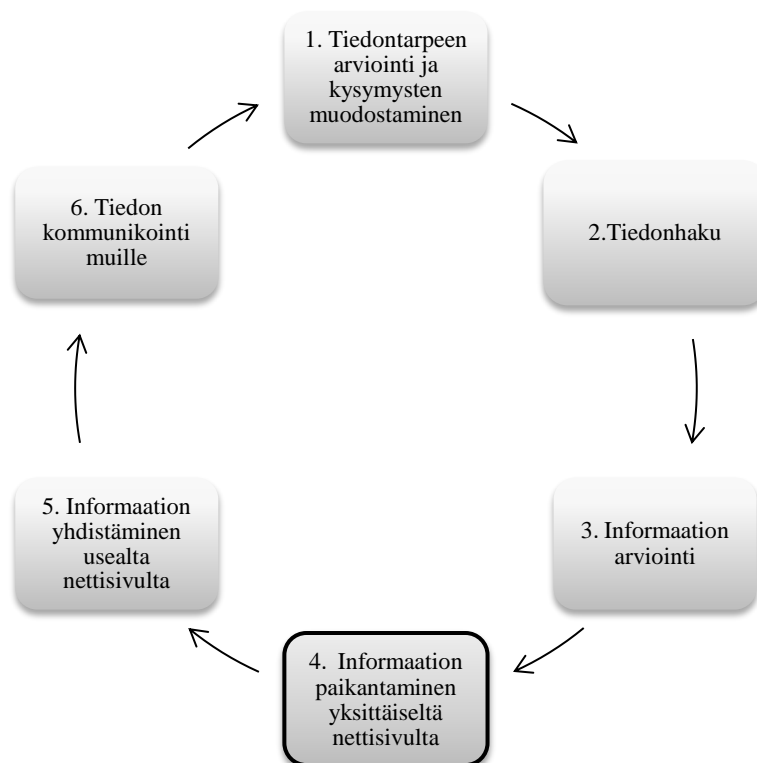 1. Tiedontarpeen
arviointi ja
kysymysten
muodostaminen
2.Tiedonhaku
3. Informaation
arviointi
4. Informaation
paikantaminen
yksittäiseltä
nettisivulta
5. Informaation
yhdistäminen
usealta
nettisivulta
6. Tiedon
kommunikointi
muille